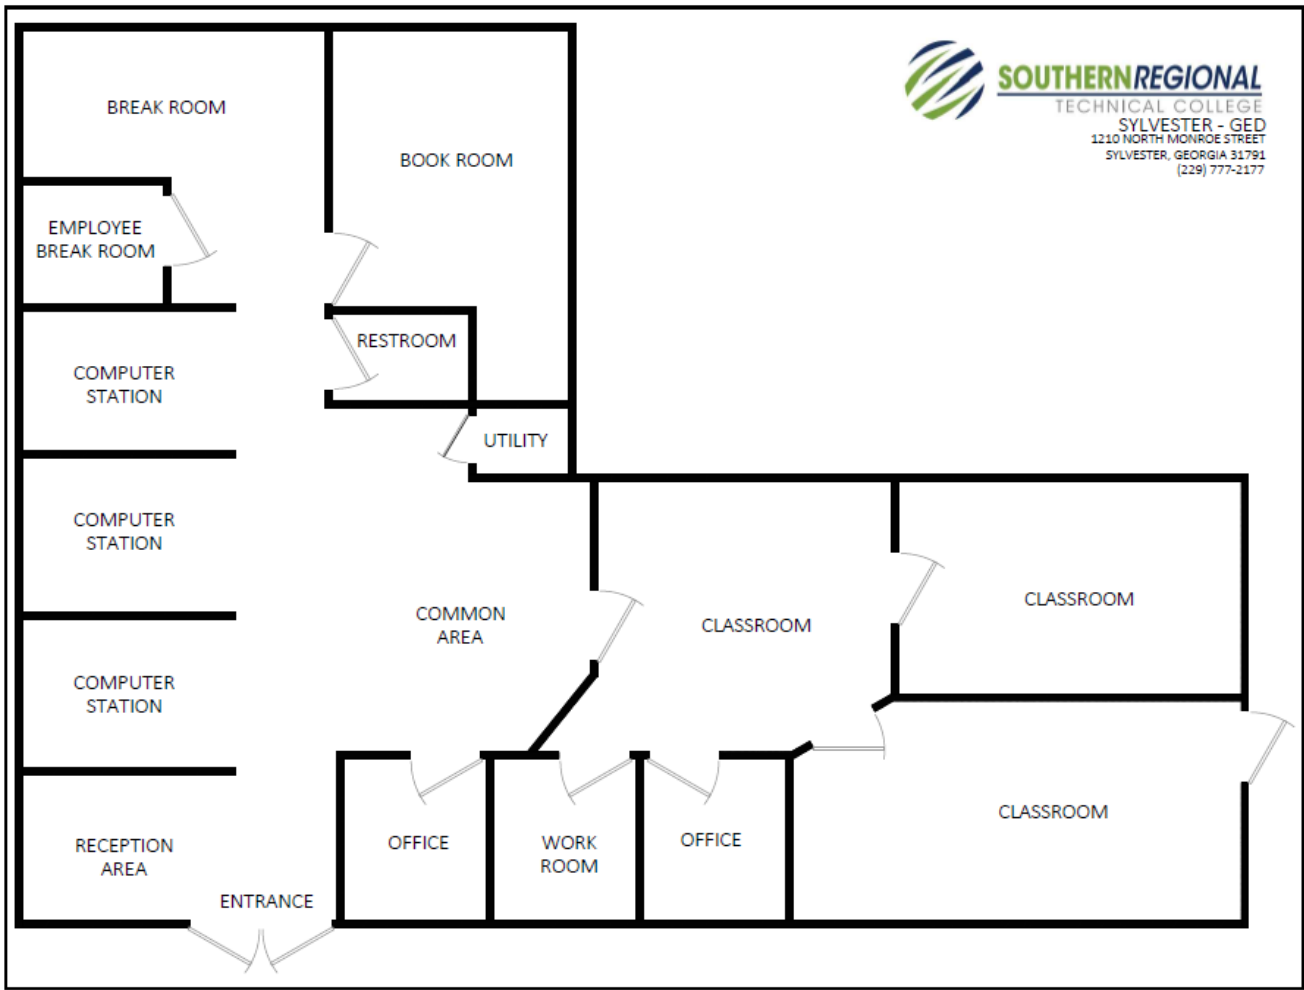 SOUTHERN REGIONAL
TECHNICAL COLLEGE
SYLVESTER - GED
1210 NORTH MONROE STREET
SYLVESTER, GEORGIA 31791
(229) 777-2177
BREAK ROOM
BOOK ROOM
EMPLOYEE
BREAK ROOM
RESTROOM
COMPUTER
STATION
UTILITY
COMPUTER
STATION
COMMON
AREA
CLASSROOM
CLASSROOM
COMPUTER
STATION
CLASSROOM
RECEPTION
AREA
OFFICE
WORK
ROOM
OFFICE
ENTRANCE